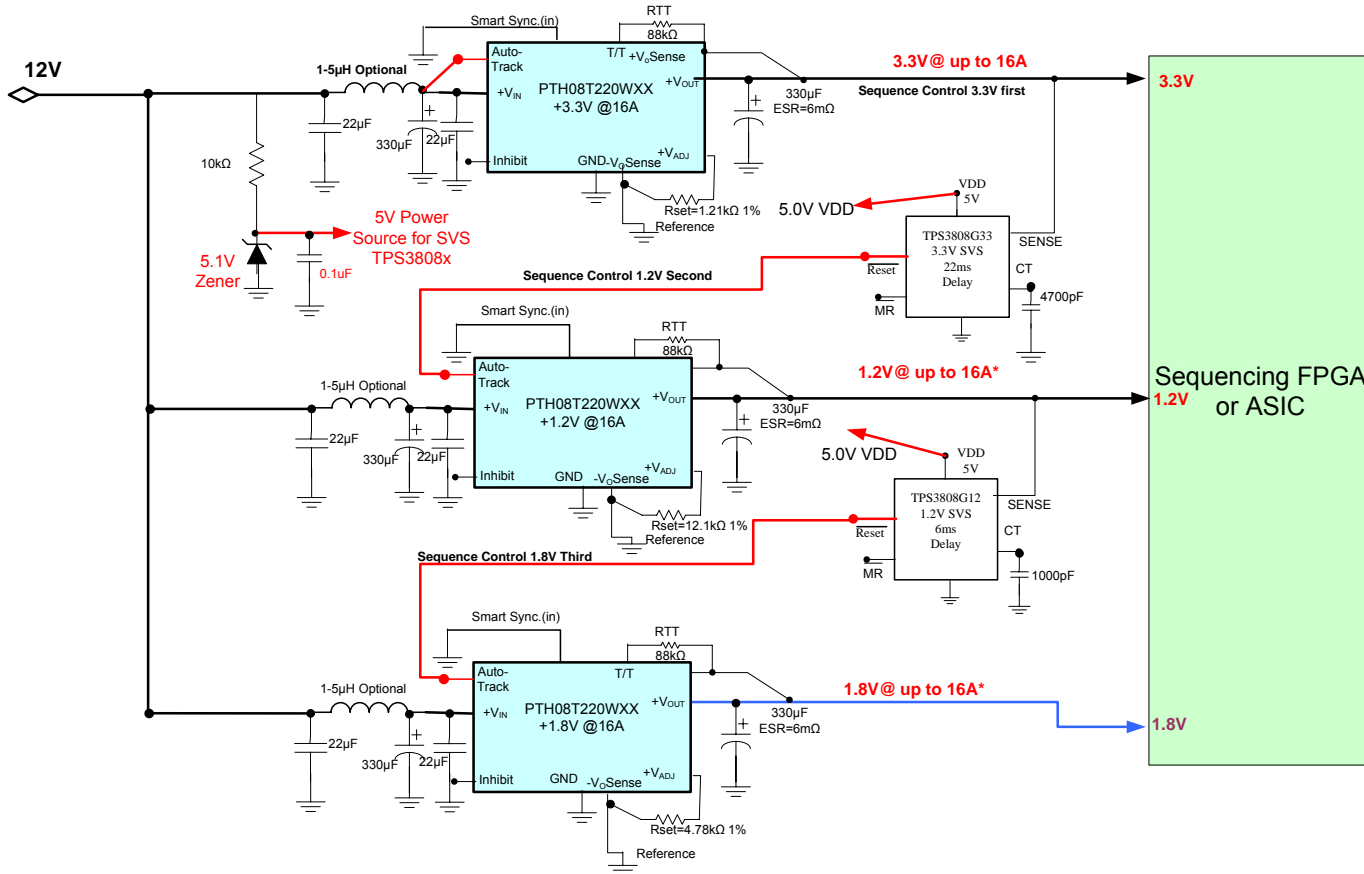 12V
1-5µH Optional
22µF
330µF
22µF
Smart Sync.(in)
RTT
88kΩ
Auto-
Track
T/T
+VoSense
+VIN
PTH08T220WXX
+3.3V @16A
+VOUT
Inhibit
GND
-VoSense
+VADJ
Rset=1.21kΩ 1%
Reference
330µF
ESR=6mΩ
3.3V@ up to 16A
Sequence Control 3.3V first
3.3V
10kΩ
5.1V
Zener
0.1uF
5V Power
Source for SVS
TPS3808x
5.0V VDD
VDD
5V
TPS3808G33
3.3V SVS
22ms
Delay
SENSE
Reset
CT
MR
4700pF
Sequence Control 1.2V Second
Smart Sync.(in)
RTT
88kΩ
1-5µH Optional
22µF
330µF
22µF
Auto-
Track
+VIN
PTH08T220WXX
+1.2V @16A
+VOUT
Inhibit
GND
-VoSense
+VADJ
Rset=12.1kΩ 1%
Reference
330µF
ESR=6mΩ
1.2V@ up to 16A*
Sequencing FPGA
or ASIC
1.2V
5.0V VDD
VDD
5V
TPS3808G12
1.2V SVS
6ms
Delay
SENSE
Reset
CT
MR
1000pF
Sequence Control 1.8V Third
Smart Sync.(in)
RTT
88kΩ
1-5µH Optional
22µF
330µF
22µF
Auto-
Track
T/T
+VIN
PTH08T220WXX
+1.8V @16A
+VOUT
Inhibit
GND
-VoSense
+VADJ
Rset=4.78kΩ 1%
Reference
330µF
ESR=6mΩ
1.8V@ up to 16A*
1.8V